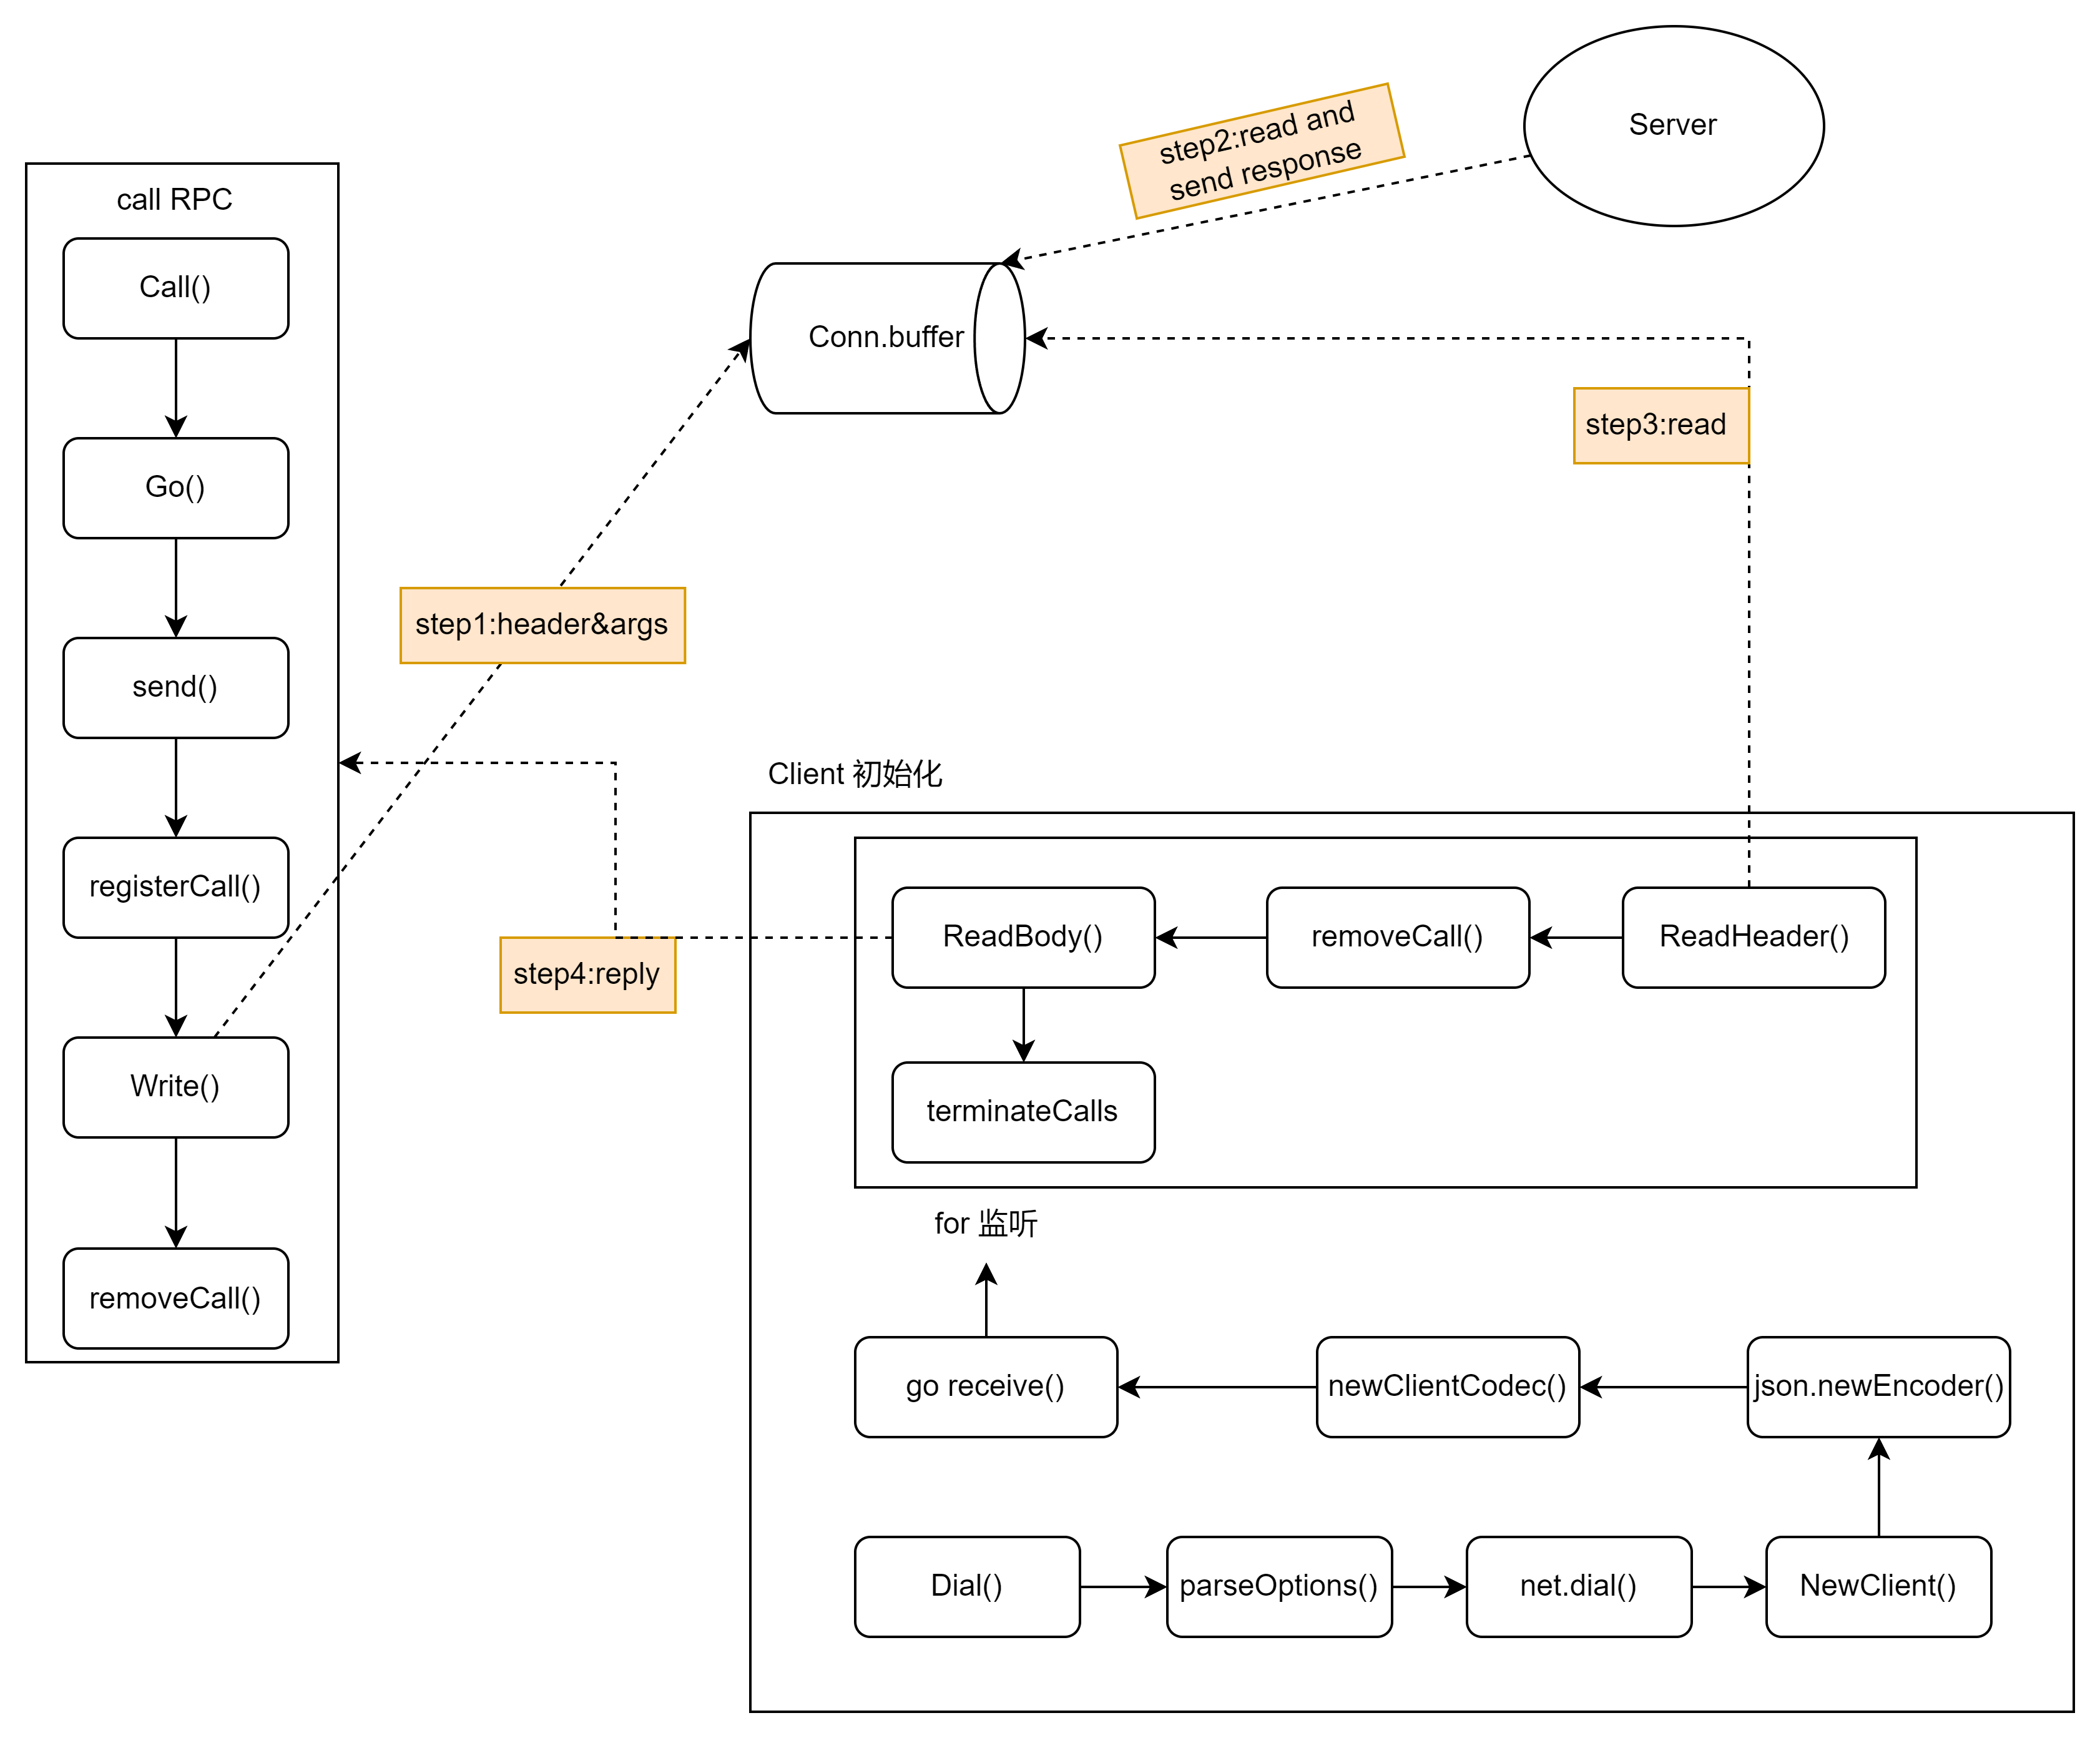 Server
step2:read and
send response
call RPC
Call()
Conn.buffer
step3:read
Go()
step1:header&args
send()
Client 初始化
registerCall()
ReadBody()
removeCall()
ReadHeader()
step4:reply
Write()
terminateCalls
for 监听
removeCall()
go receive()
newClientCodec()
json.newEncoder()
Dial()
parseOptions()
net.dial()
NewClient()